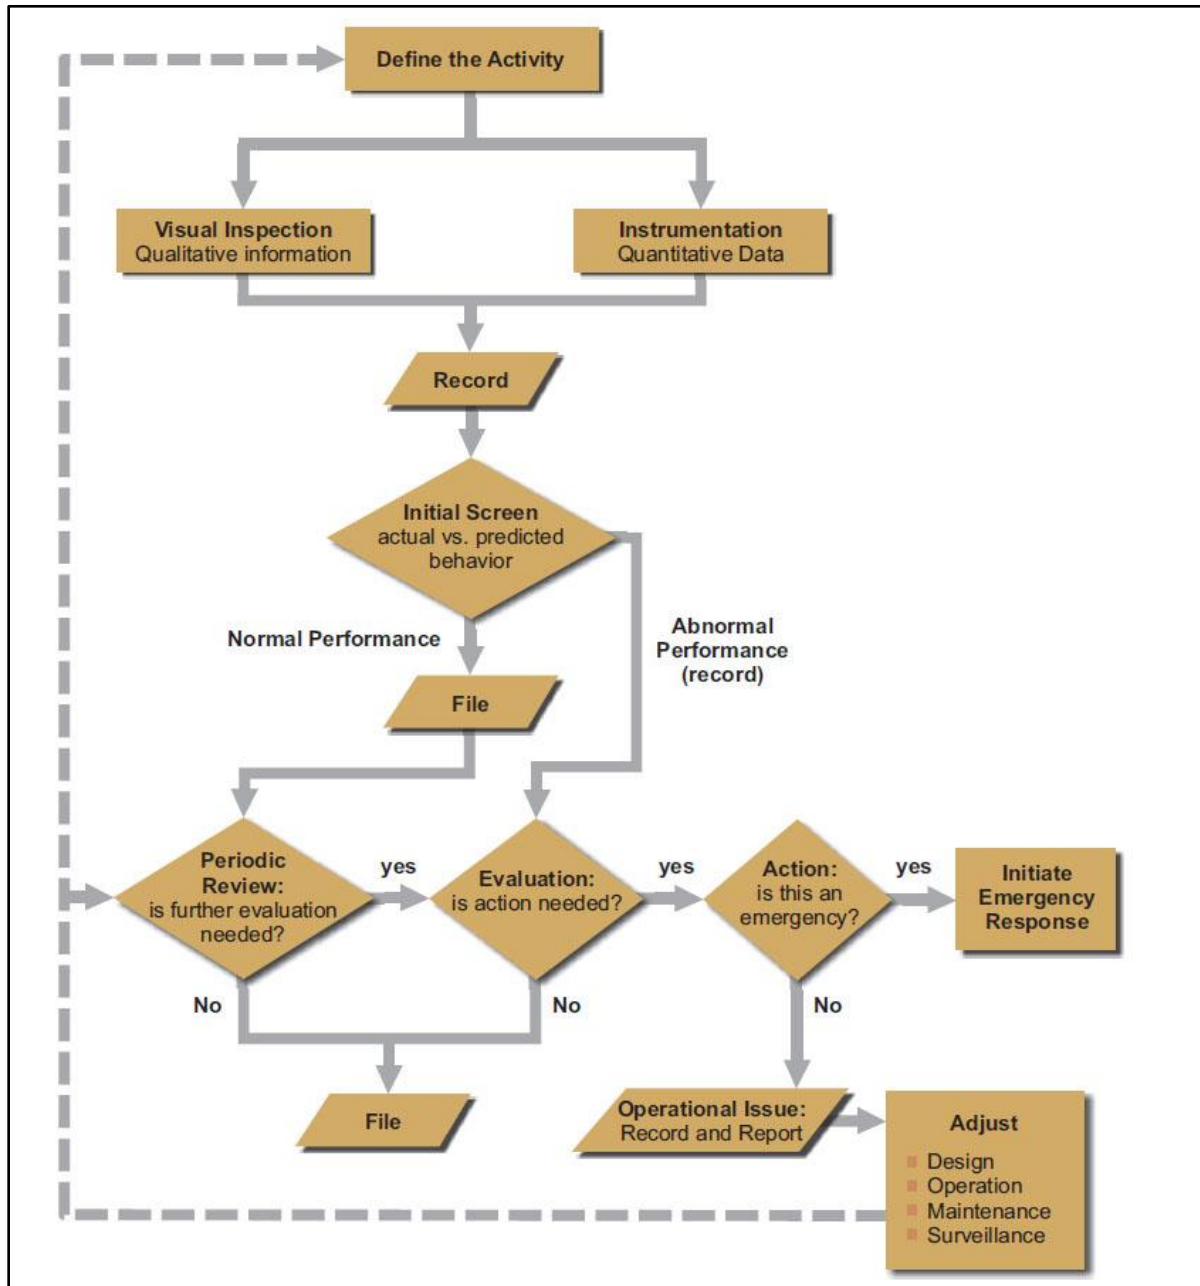 Define the Activity
Visual Inspection
Qualitative information
Instrumentation
Quantitative Data
Record
Initial Screen
actual vs. predicted
behavior
Normal Performance
Abnormal
Performance
(record)
File
Periodic
Review:
is further evaluation
needed?
yes
Evaluation:
is action needed?
yes
Action:
is this an
emergency?
yes
Initiate
Emergency
Response
No
No
No
File
Operational Issue:
Record and Report
Adjust
Design
Operation
Maintenance
Surveillance